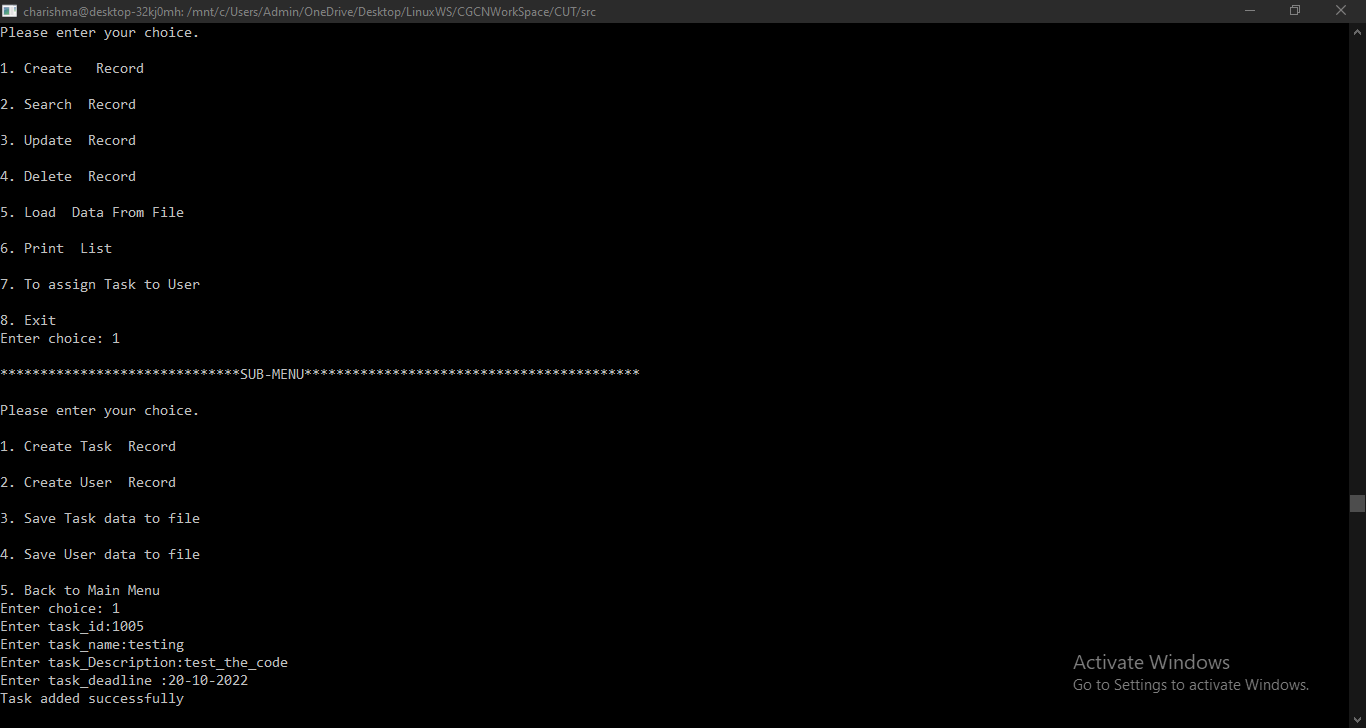 charishma@desktop-32kj0mh: /mnt/c/Users/Admin/OneDrive/Desktop/LinuxWS/CGCNWorkSpace/CUT/src
Please enter your choice.
1. Create   Record
2. Search  Record
3. Update  Record
4. Delete  Record
5. Load  Data From File
6. Print  List
7. To assign Task to User
8. Exit
Enter choice: 1
******************************SUB-MENU******************************************
Please enter your choice.
1. Create Task  Record
2. Create User  Record
3. Save Task data to file
4. Save User data to file
5. Back to Main Menu
Enter choice: 1
Enter task_id:1005
Enter task_name:testing
Enter task_Description:test_the_code
Enter task_deadline :20-10-2022
Task added successfully
Activate Windows
Go to Settings to activate Windows.